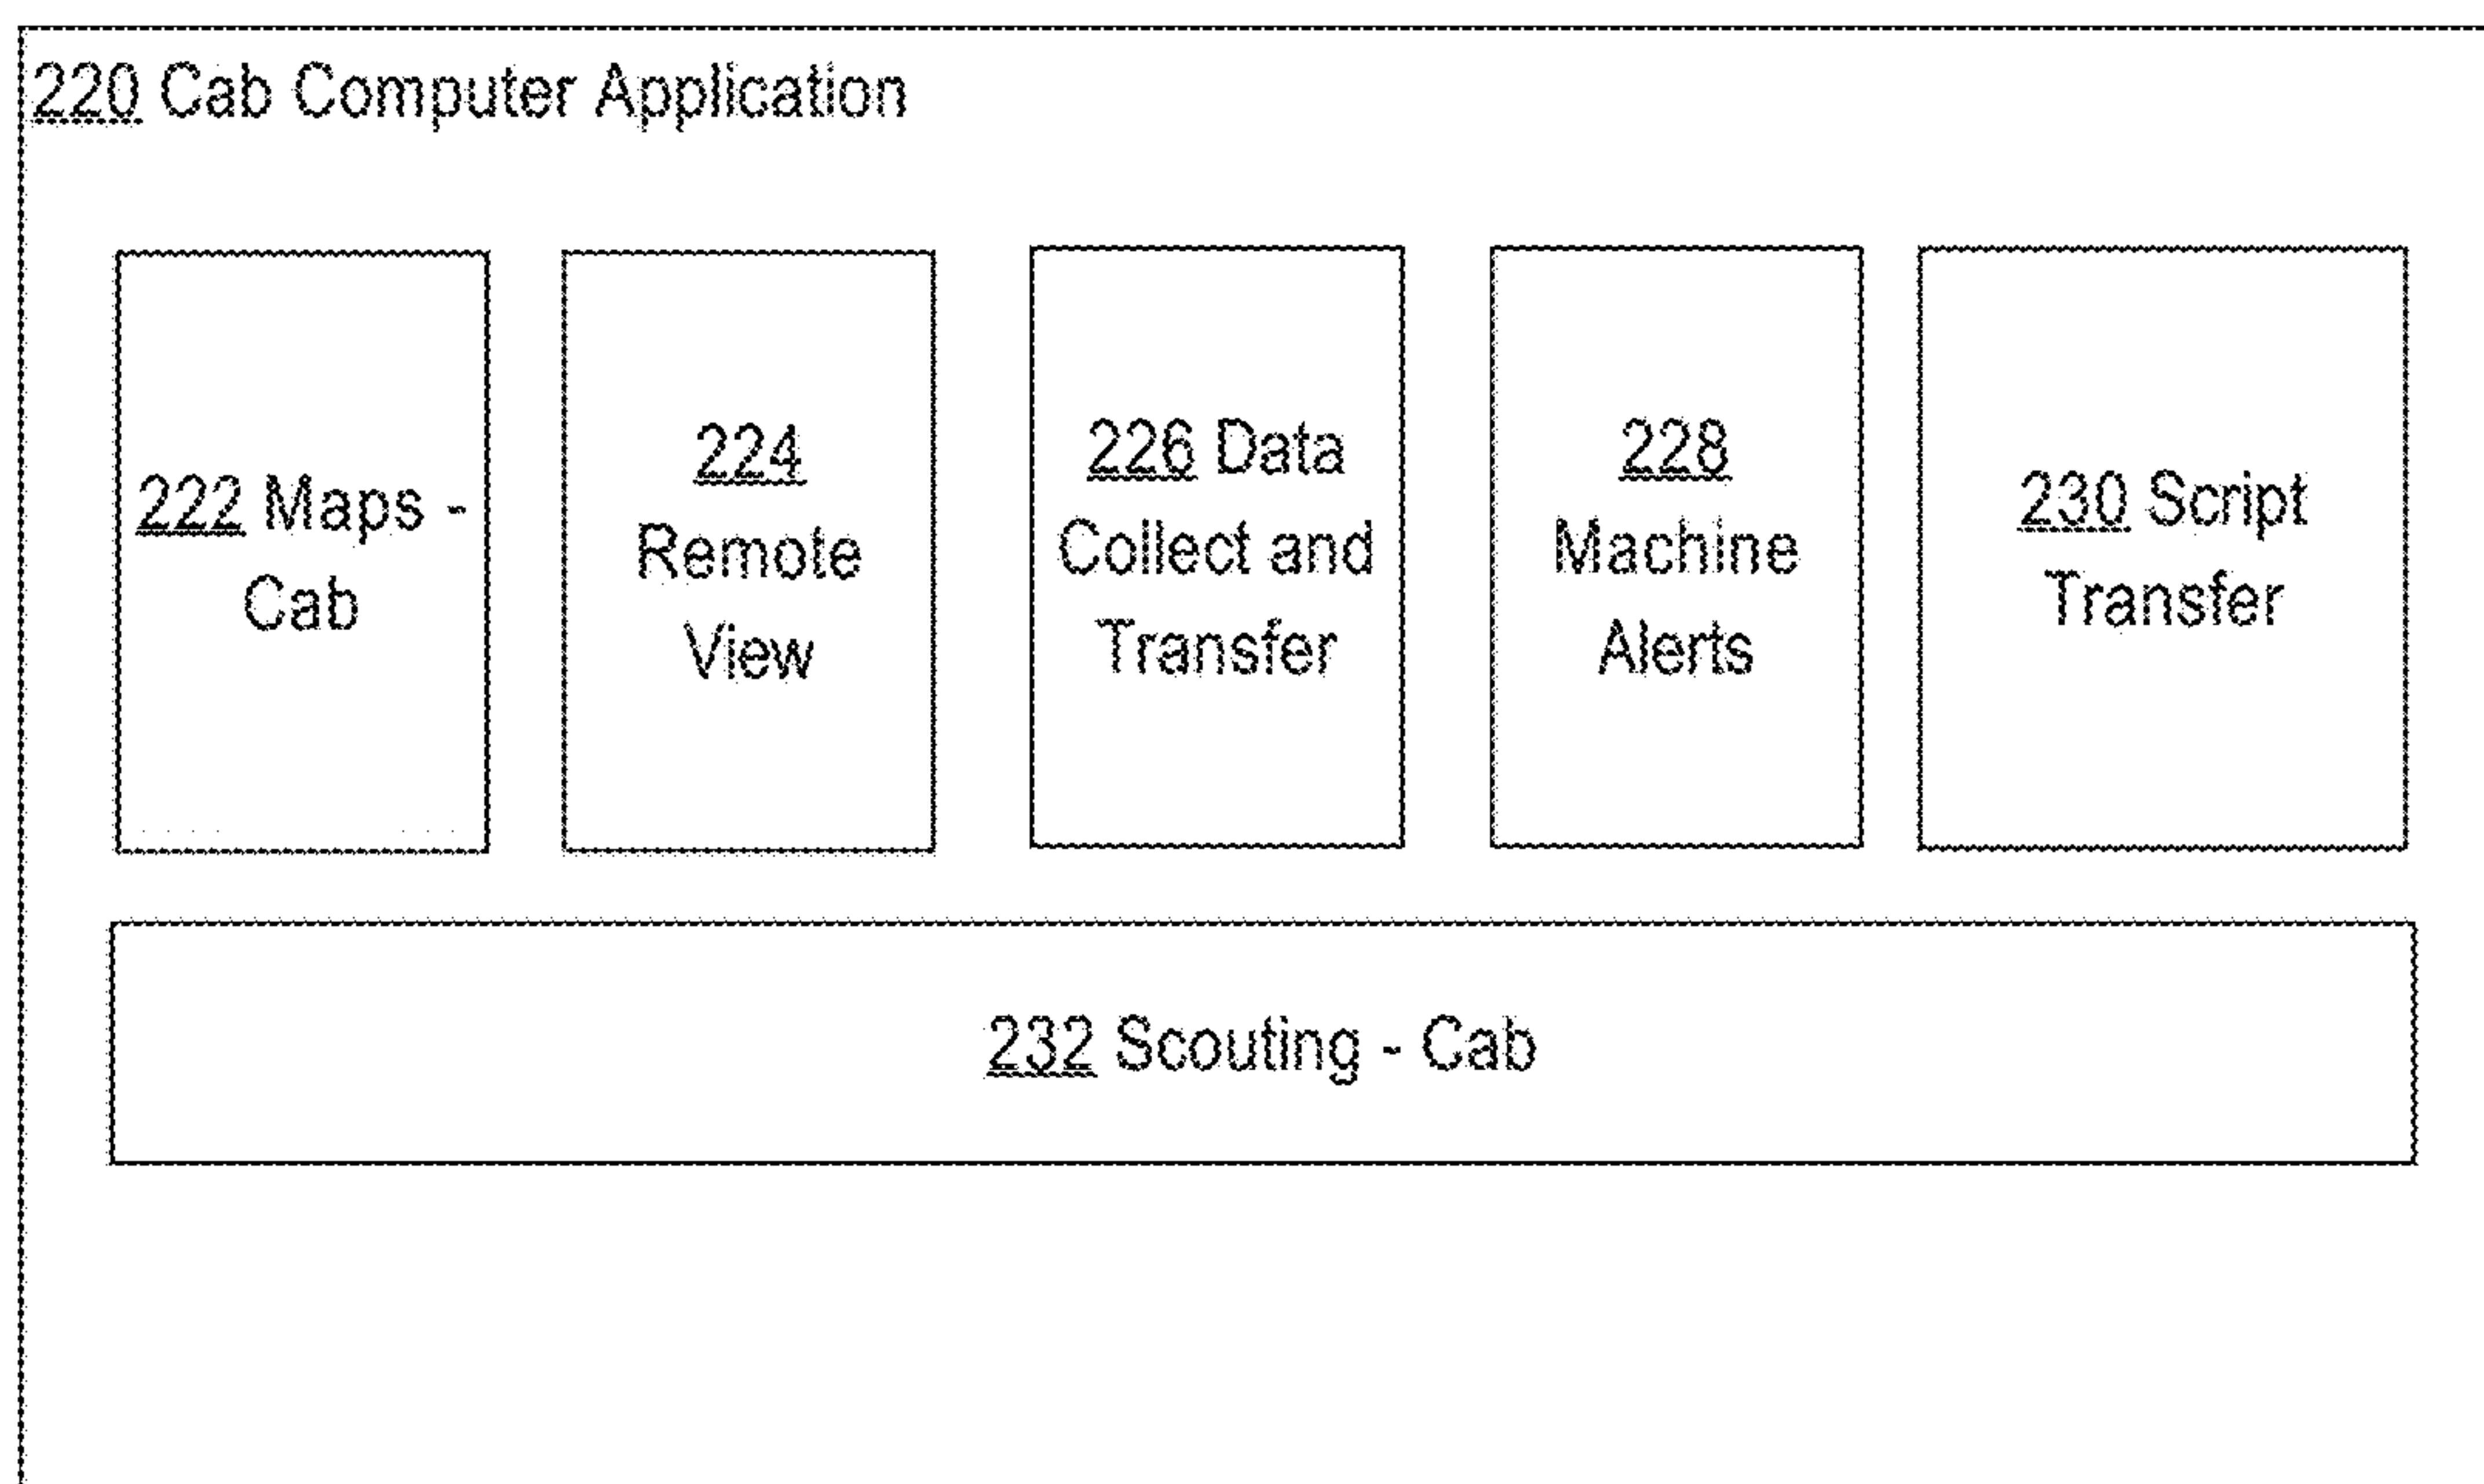 220 Cab Computer Application
222 Maps -
Cab
224
Remote
View
226 Data
Collect and
Transfer
228
Machine
Alerts
230 Script
Transfer
232 Scouting - Cab